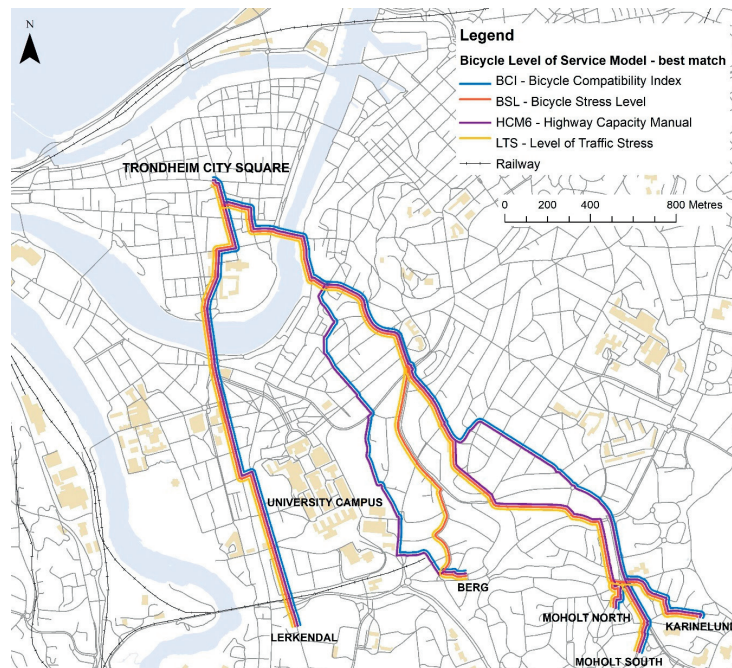 N
Legend
Bicycle Level of Service Model - best match
BCI - Bicycle Compatibility Index
BSL - Bicycle Stress Level
HCM6 - Highway Capacity Manual
LTS - Level of Traffic Stress
Railway
TRONDHEIM CITY SQUARE
0 200 400 800 Metres
UNIVERSITY CAMPUS
BERG
MOHOLT NORTH
KARINELUND
LERKENDAL
MOHOLT SOUTH